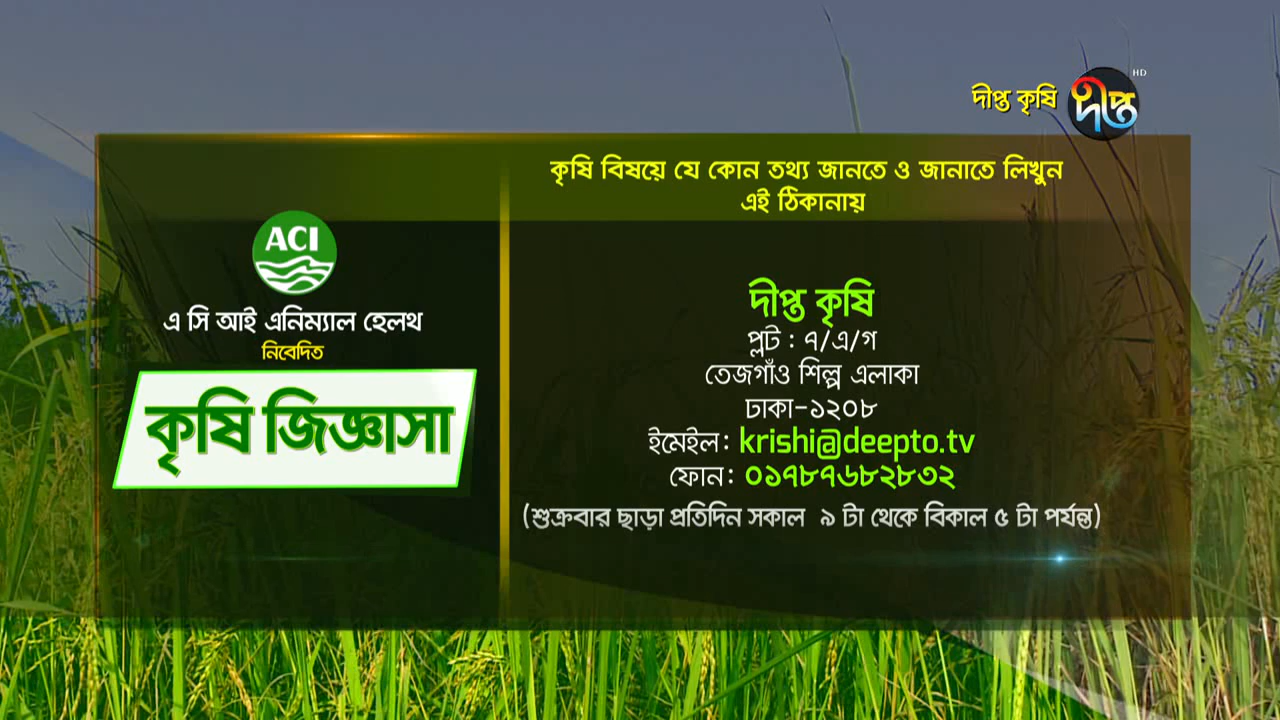 দীপ্ত কৃষি
দীপ্ত
HD
ACI
এ সি আই এনিম্যাল হেলথ
নিবেদিত
কৃষি জিজ্ঞাসা
কৃষি বিষয়ে যে কোন তথ্য জানতে ও জানাতে লিখুন
এই ঠিকানায়
দীপ্ত কৃষি
প্লট : ৭/এ/গ
তেজগাঁও শিল্প এলাকা
ঢাকা-১২০৮
ইমেইল: krishi@deepto.tv
ফোন: ০১৭৮৭৬৮২৮৩২
(শুক্রবার ছাড়া প্রতিদিন সকাল ৯ টা থেকে বিকাল ৫ টা পর্যন্ত)